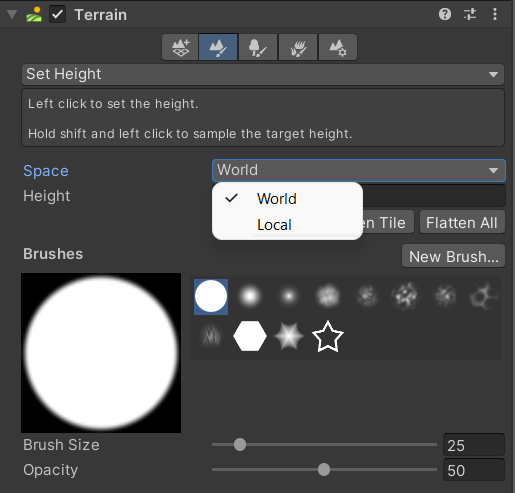 Terrain
Set Height
Left click to set the height.
Hold shift and left click to sample the target height.
Space
World
World
Local
Height
en Tile
Flatten All
Brushes
New Brush...
Brush Size
25
Opacity
50